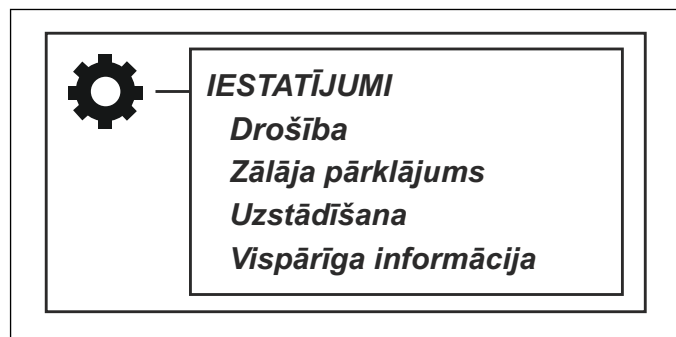 IESTATĪJUMI
Drošība
Zālāja pārklājums
Uzstādīšana
Vispārīga informācija